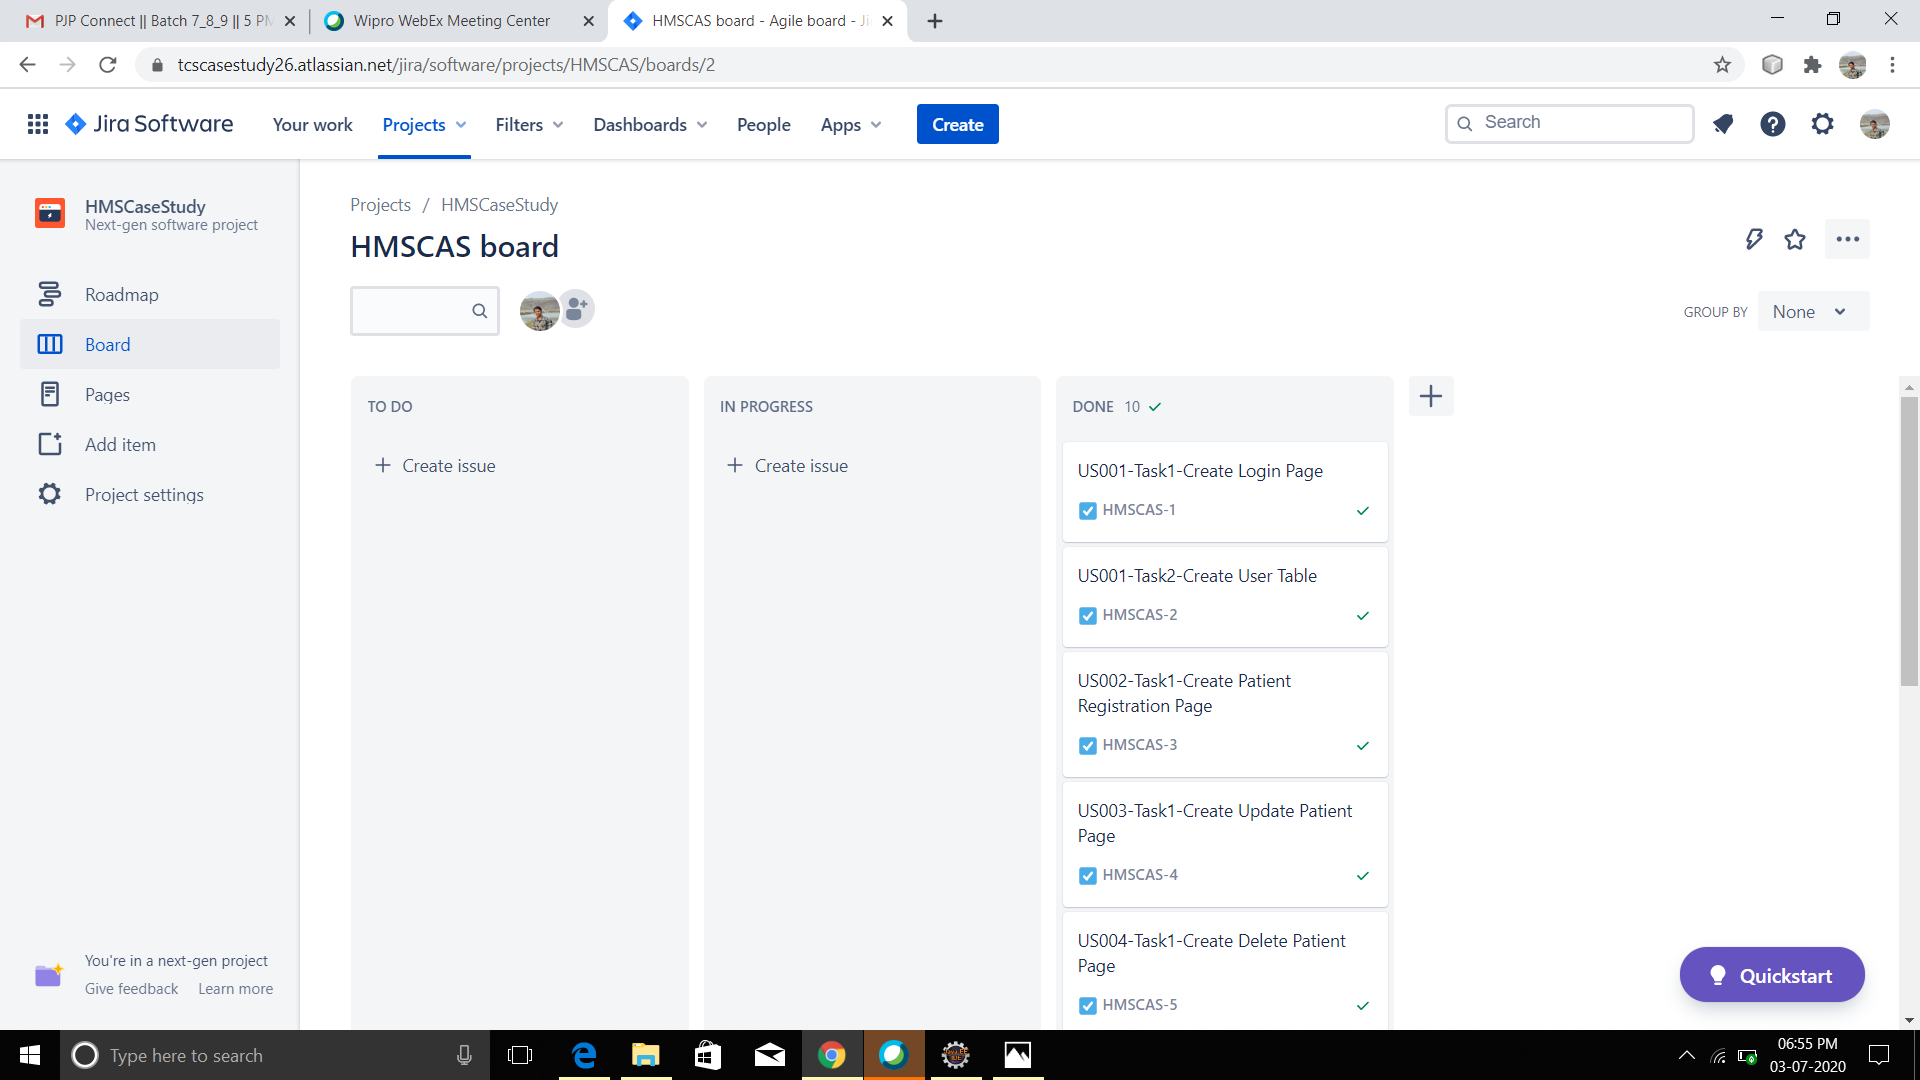 PJP Connect || Batch 7_8_9 || 5 PM
Wipro WebEx Meeting Center
HMSCAS board - Agile board - Ji
tcscasestudy26.atlassian.net/jira/software/projects/HMSCAS/boards/2
Jira Software
Your work
Projects
Filters
Dashboards
People
Apps
Create
Search
HMSCaseStudy
Next-gen software project
Roadmap
Board
Pages
Add item
Project settings
You're in a next-gen project
Give feedback
Learn more
Projects / HMSCaseStudy
HMSCAS board
GROUP BY
None
TO DO
+ Create issue
IN PROGRESS
+ Create issue
DONE 10
US001-Task1-Create Login Page
HMSCAS-1
US001-Task2-Create User Table
HMSCAS-2
US002-Task1-Create Patient
Registration Page
HMSCAS-3
US003-Task1-Create Update Patient
Page
HMSCAS-4
US004-Task1-Create Delete Patient
Page
HMSCAS-5
Quickstart
Type here to search
06:55 PM
03-07-2020